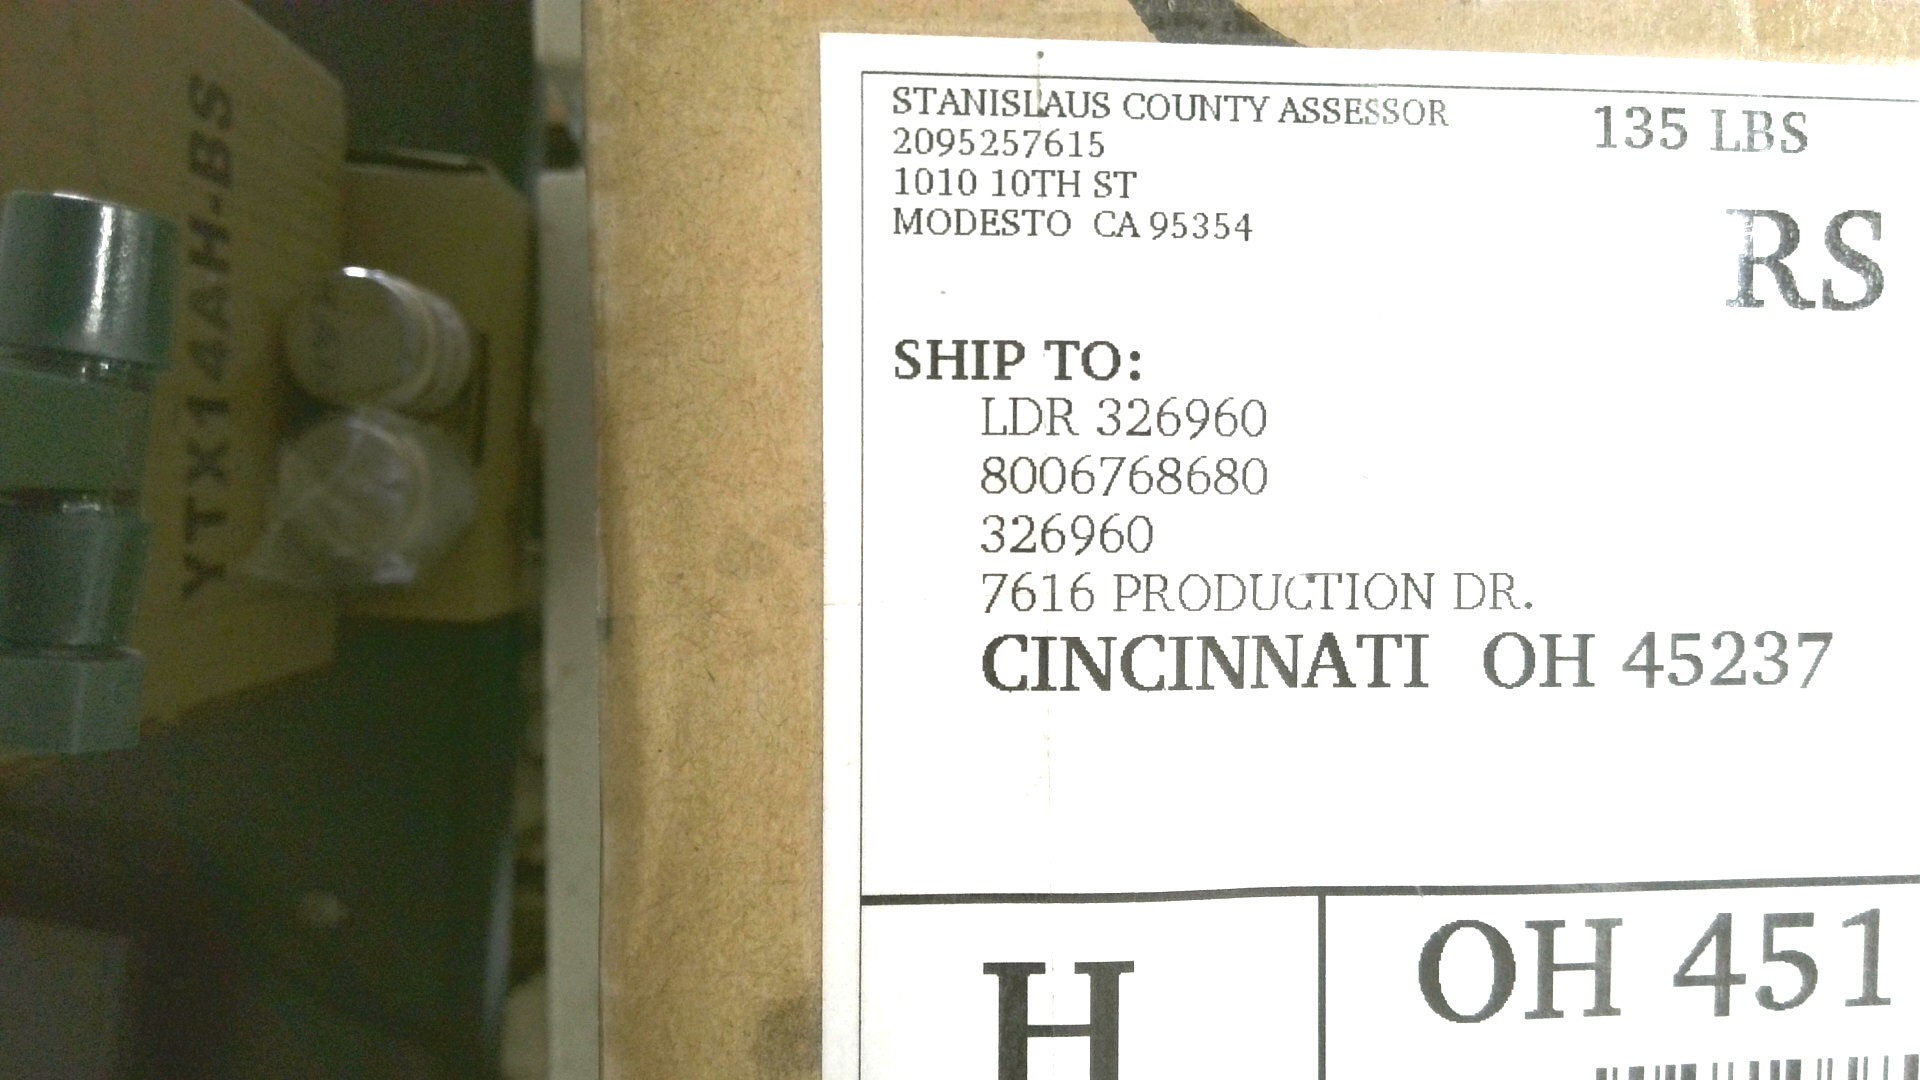 YTX14AH-BS
STANISLAUS COUNTY ASSESSOR
2095257615
1010 10TH ST
MODESTO CA 95354
135 LBS
RS
SHIP TO:
LDR 326960
8006768680
326960
7616 PRODUCTION DR.
CINCINNATI OH 45237
H
OH 451